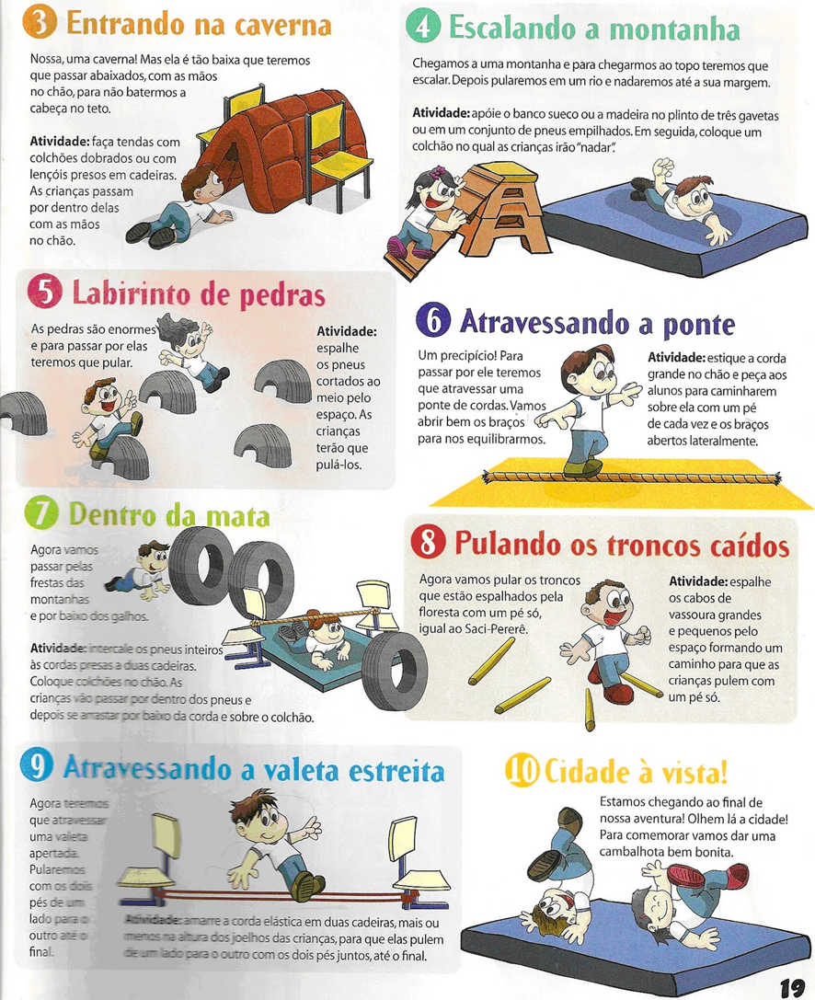 3 Entrando na caverna
Nossa, uma caverna! Mas ela é tão baixa que teremos
que passar abaixados, com as mãos
no chão, para não batermos a
cabeça no teto.
Atividade: faça tendas com
colchões dobrados ou com
lençóis presos em cadeiras.
As crianças passam
por dentro delas
com as mãos
no chão.
4 Escalando a montanha
Chegamos a uma montanha e para chegarmos ao topo teremos que
escalar. Depois pularemos em um rio e nadaremos até a sua margem.
Atividade: apóie o banco sueco ou a madeira no plinto de três gavetas
ou em um conjunto de pneus empilhados. Em seguida, coloque um
colchão no qual as crianças irão “nadar”.
5 Labirinto de pedras
As pedras são enormes
e para passar por elas
teremos que pular.
Atividade:
espalhe
os pneus
cortados ao
meio pelo
espaço. As
crianças
terão que
pulá-los.
6 Atravessando a ponte
Um precipício! Para
passar por ele teremos
que atravessar uma
ponte de cordas. Vamos
abrir bem os braços
para nos equilibrarmos.
Atividade: estique a corda
grande no chão e peça aos
alunos para caminharem
sobre ela com um pé
de cada vez e os braços
abertos lateralmente.
7 Dentro da mata
Agora vamos
passar pelas
frestas das
montanhas
e por baixo dos galhos.
Atividade: intercale os pneus inteiros
às cordas presas a duas cadeiras.
Coloque colchões no chão. As
crianças vão passar por dentro dos pneus e
depois se arrastar por baixo da corda e sobre o colchão.
8 Pulando os troncos caídos
Agora vamos pular os troncos
que estão espalhados pela
floresta com um pé só,
igual ao Saci-Pererê.
Atividade: espalhe
os cabos de
vassoura grandes
e pequenos pelo
espaço formando um
caminho para que as
crianças pulem com
um pé só.
9 Atravessando a valeta estreita
Agora teremos
que atravessar
uma valeta
apertada.
Pularemos
com os dois
pés de um
lado para o
outro até o
final.
Atividade: amarre a corda elástica em duas cadeiras, mais ou
menos na altura dos joelhos das crianças, para que elas pulem
de um lado para o outro com os dois pés juntos, até o final.
10 Cidade à vista!
Estamos chegando ao final de
nossa aventura! Olhem lá a cidade!
Para comemorar vamos dar uma
cambalhota bem bonita.
19